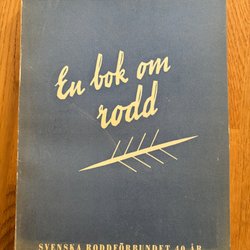 En bok om
rodd
SVENSKA RODDFÖRBUNDET 40 ÅR